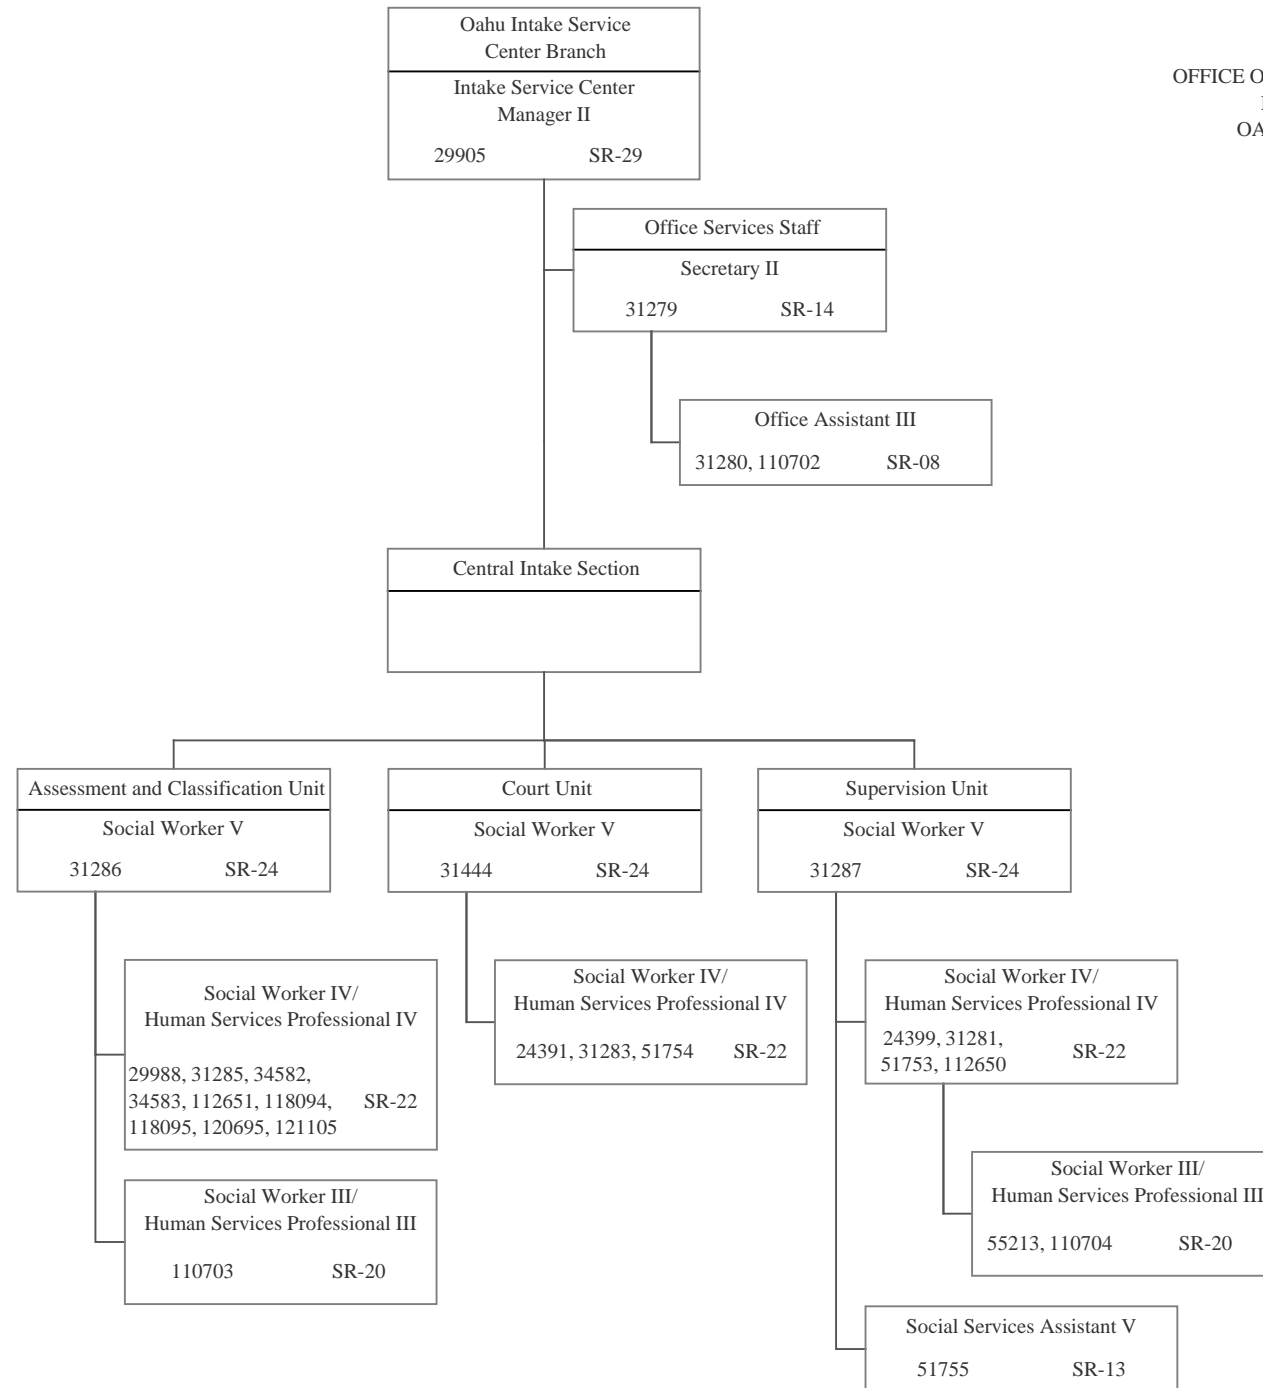 Oahu Intake Service
Center Branch
Intake Service Center
Manager II
29905 SR-29
OFFICE O
OA
Office Services Staff
Secretary II
31279 SR-14
Office Assistant III
31280, 110702 SR-08
Central Intake Section
Assessment and Classification Unit
Social Worker V
31286 SR-24
Court Unit
Social Worker V
31444 SR-24
Supervision Unit
Social Worker V
31287 SR-24
Social Worker IV/
Human Services Professional IV
29988, 31285, 34582,
34583, 112651, 118094, SR-22
118095, 120695, 121105
Social Worker III/
Human Services Professional III
110703 SR-20
Social Worker IV/
Human Services Professional IV
24391, 31283, 51754 SR-22
Social Worker IV/
Human Services Professional IV
24399, 31281,
51753, 112650 SR-22
Social Worker III/
Human Services Professional III
55213, 110704 SR-20
Social Services Assistant V
51755 SR-13